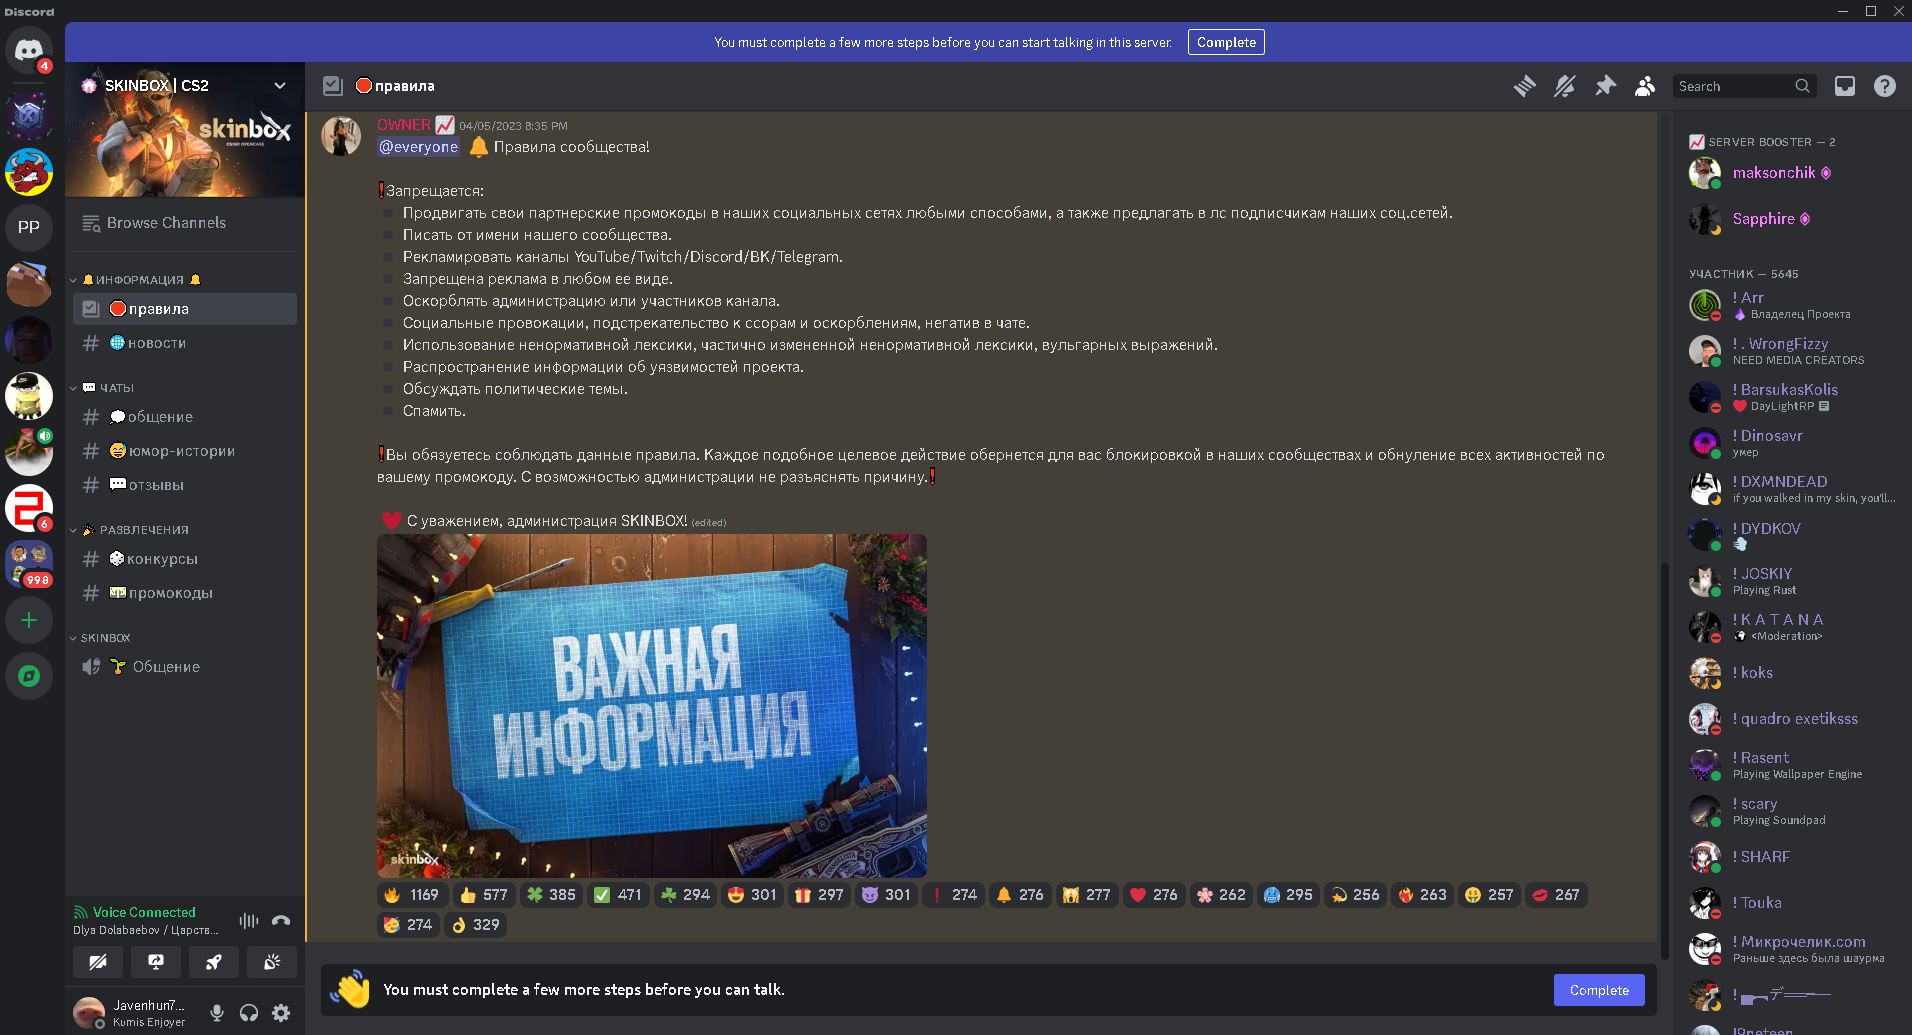 Discord
You must complete a few more steps before you can start talking in this server.
Complete
4
SKINBOX | CS2
skinbox
CS:GO OPENCASE
PP
6
998
Browse Channels
ИНФОРМАЦИЯ
правила
новости
ЧАТЫ
общение
юмор-истории
отзывы
РАЗВЛЕЧЕНИЯ
конкурсы
промокоды
SKINBOX
Общение
Voice Connected
Dlya Dolabaebov / Царств...
Javenhun7...
Kumis Enjoyer
правила
Search
OWNER 04/05/2023 8:35 PM
@everyone Правила сообщества!
Запрещается:
Продвигать свои партнерские промокоды в наших социальных сетях любыми способами, а также предлагать в лс подписчикам наших соц.сетей.
Писать от имени нашего сообщества.
Рекламировать каналы YouTube/Twitch/Discord/ВК/Telegram.
Запрещена реклама в любом ее виде.
Оскорблять администрацию или участников канала.
Социальные провокации, подстрекательство к ссорам и оскорблениям, негатив в чате.
Использование ненормативной лексики, частично измененной ненормативной лексики, вульгарных выражений.
Распространение информации об уязвимостей проекта.
Обсуждать политические темы.
Спамить.
Вы обязуетесь соблюдать данные правила. Каждое подобное целевое действие обернется для вас блокировкой в наших сообществах и обнуление всех активностей по
вашему промокоду. С возможностью администрации не разъяснять причину.
С уважением, администрация SKINBOX! (edited)
ВАЖНАЯ
ИНФОРМАЦИЯ
skinbox
1169 577 385 471 294 301 297 301 274 276 277 276 262 295 256 263 257 267
274 329
You must complete a few more steps before you can talk.
Complete
SERVER BOOSTER — 2
maksonchik
Sapphire
УЧАСТНИК — 5645
! Arr
Владелец Проекта
! . WrongFizzy
NEED MEDIA CREATORS
! BarsukasKolis
DayLightRP
! Dinosavr
умер
! DXMNDEAD
if you walked in my skin, you'll...
! DYDKOV
! JOSKIY
Playing Rust
! K A T A N A
<Moderation>
! koks
! quadro exetiksss
! Rasent
Playing Wallpaper Engine
! scary
Playing Soundpad
! SHARF
! Touka
! Микрочелик.com
Раньше здесь была шаурма